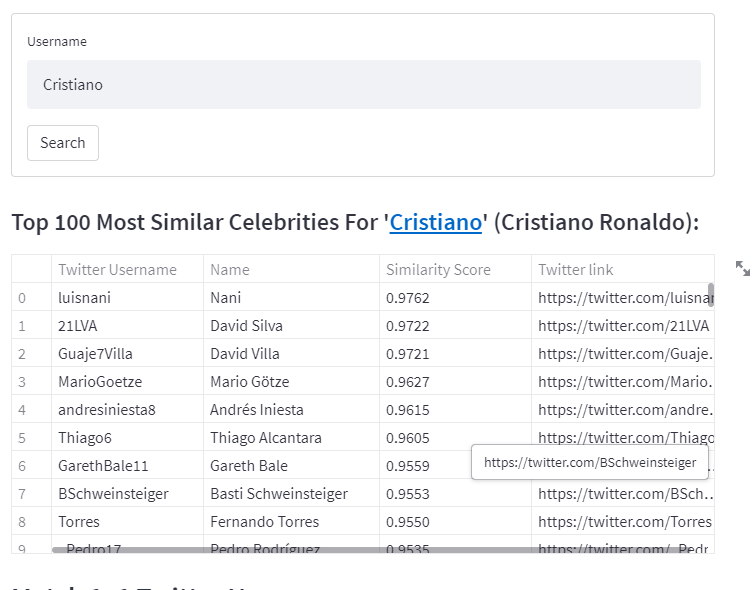 Username
Cristiano
Search
Top 100 Most Similar Celebrities For 'Cristiano' (Cristiano Ronaldo):
Twitter Username Name Similarity Score Twitter link
0 luisnani Nani 0.9762 https://twitter.com/luisnan
1 21LVA David Silva 0.9722 https://twitter.com/21LVA
2 Guaje7Villa David Villa 0.9721 https://twitter.com/Guaje..
3 MarioGoetze Mario Götze 0.9627 https://twitter.com/Mario..
4 andresiniesta8 Andrés Iniesta 0.9615 https://twitter.com/andre..
5 Thiago6 Thiago Alcantara 0.9605 https://twitter.com/Thiago
6 GarethBale11 Gareth Bale 0.9559
https://twitter.com/BSchweinsteiger
7 BSchweinsteiger Basti Schweinsteiger 0.9553 https://twitter.com/BSch..
8 Torres Fernando Torres 0.9550 https://twitter.com/Torres
9 _Pedro17_ Pedro Rodríguez 0.9535 https://twitter.com/_Pedr